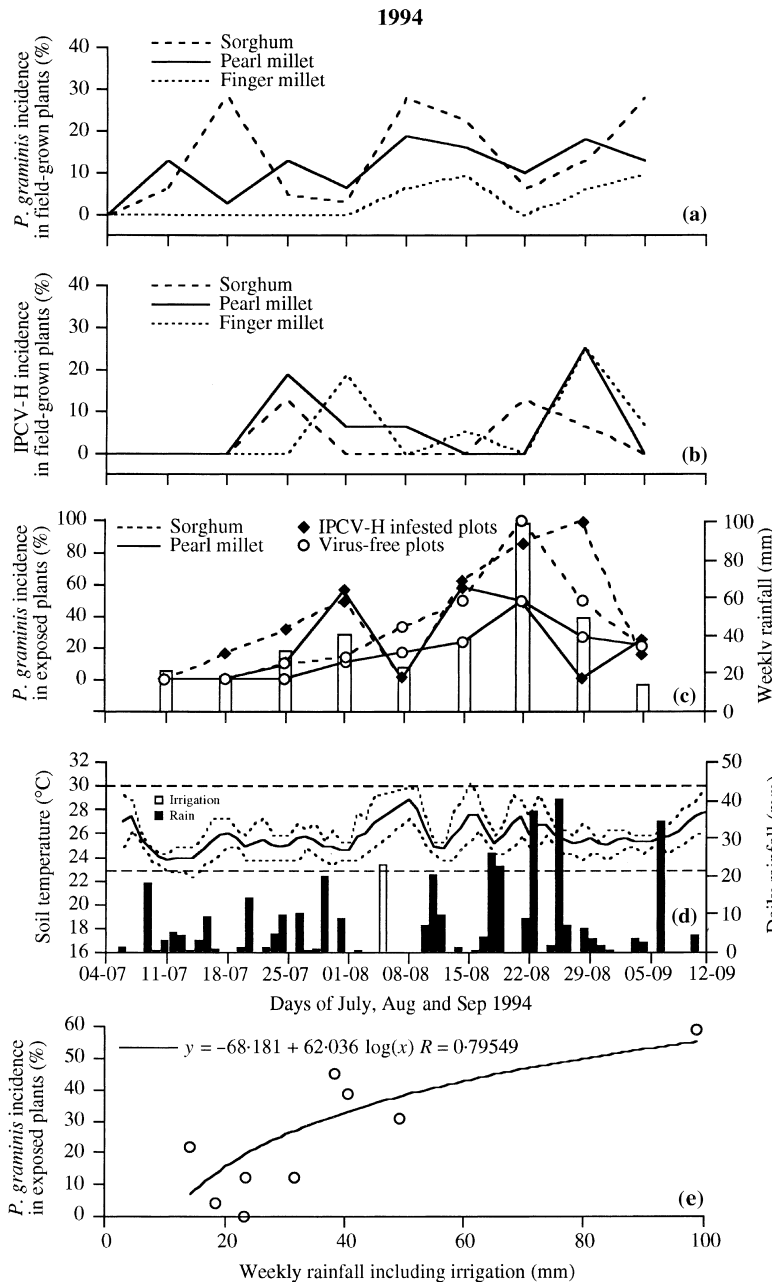 1994
P. graminis incidence
in field-grown plants (%)
40
30
20
10
0
Sorghum
Pearl millet
Finger millet
(a)
IPCV-H incidence
in field-grown plants (%)
40
30
20
10
0
Sorghum
Pearl millet
Finger millet
(b)
P. graminis incidence
in exposed plants (%)
100
80
60
40
20
0
Sorghum
Pearl millet
IPCV-H infested plots
Virus-free plots
100
80
60
40
20
0
Weekly rainfall (mm)
(c)
Soil temperature (°C)
32
30
28
26
24
22
20
18
16
Irrigation
Rain
50
40
30
20
10
0
(d)
04-07 11-07 18-07 25-07 01-08 08-08 15-08 22-08 29-08 05-09 12-09
Days of July, Aug and Sep 1994
P. graminis incidence
in exposed plants (%)
60
50
40
30
20
10
0
y = –68·181 + 62·036 log(x) R = 0·79549
(e)
0 20 40 60 80 100
Weekly rainfall including irrigation (mm)